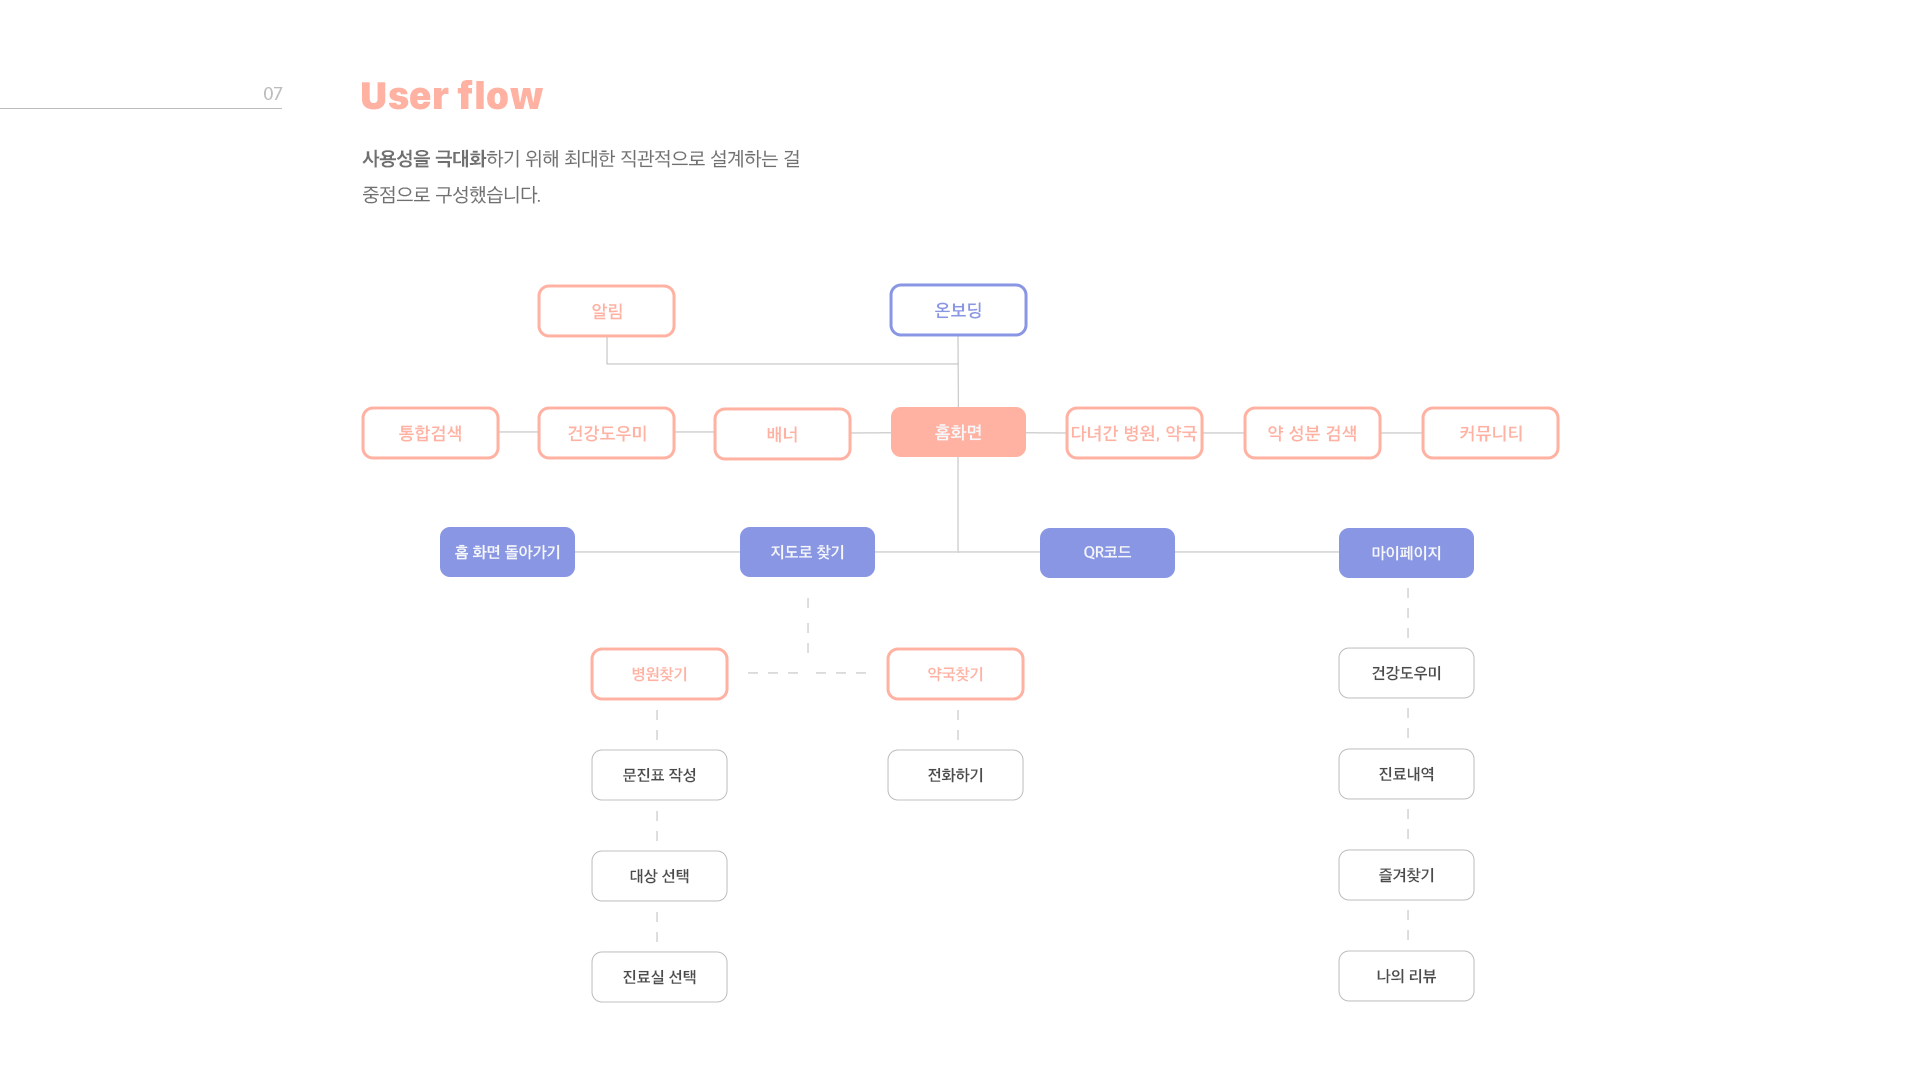 07
User flow
사용성을 극대화하기 위해 최대한 직관적으로 설계하는 걸
중점으로 구성했습니다.
알림
온보딩
통합검색
건강도우미
배너
홈화면
다녀간 병원, 약국
약 성분 검색
커뮤니티
홈 화면 돌아가기
지도로 찾기
QR코드
마이페이지
병원찾기
약국찾기
건강도우미
문진표 작성
전화하기
진료내역
대상 선택
즐겨찾기
진료실 선택
나의 리뷰